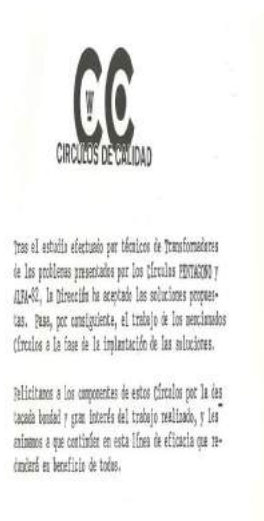 CC
W
CIRCULOS DE CALIDAD
Tras el estudio efectuado por técnicos de Transformadores
de los problemas presentados por los Círculos PENTAGONO y
ALFA-82, la Dirección ha aceptado las soluciones propues-
tas. Pasa, por consiguiente, el trabajo de los mencionados
Círculos a la fase de la implantación de las soluciones.
Felicitamos a los componentes de estos Círculos por la des
tacada bondad y gran interés del trabajo realizado, y les
animamos a que continúen en esta línea de eficacia que re-
dundará en beneficio de todos.